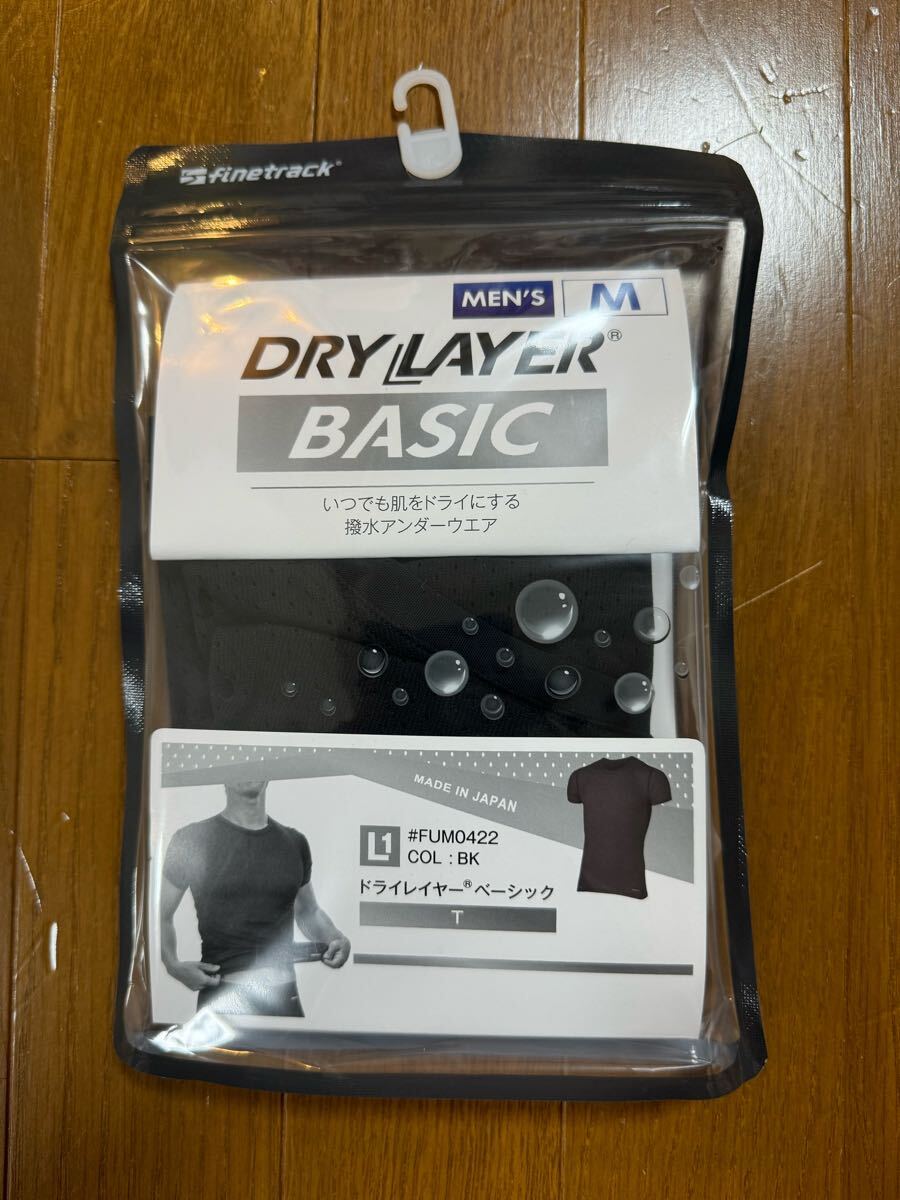 finetrack®
MEN'S M
DRYLAYER®
BASIC
いつでも肌をドライにする
撥水アンダーウエア
MADE IN JAPAN
L1 #FUM0422
COL : BK
ドライレイヤー®ベーシック
T